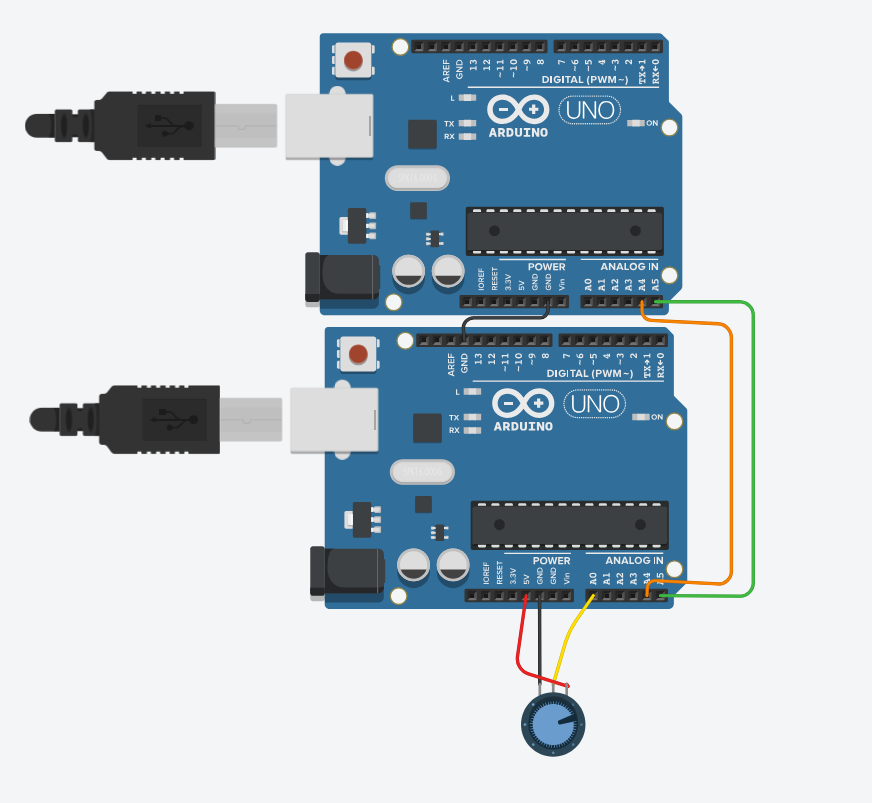 AREF
GND
13
12
~11
~10
~9
8
7
~6
~5
4
~3
2
TX→1
RX←0
DIGITAL (PWM~)
L
TX
RX
ARDUINO
UNO
ON
POWER
ANALOG IN
IOREF
RESET
3.3V
5V
GND
GND
Vin
A0
A1
A2
A3
A4
A5
AREF
GND
13
12
~11
~10
~9
8
7
~6
~5
4
~3
2
TX→1
RX←0
DIGITAL (PWM~)
L
TX
RX
ARDUINO
UNO
ON
POWER
ANALOG IN
IOREF
RESET
3.3V
5V
GND
GND
Vin
A0
A1
A2
A3
A4
A5